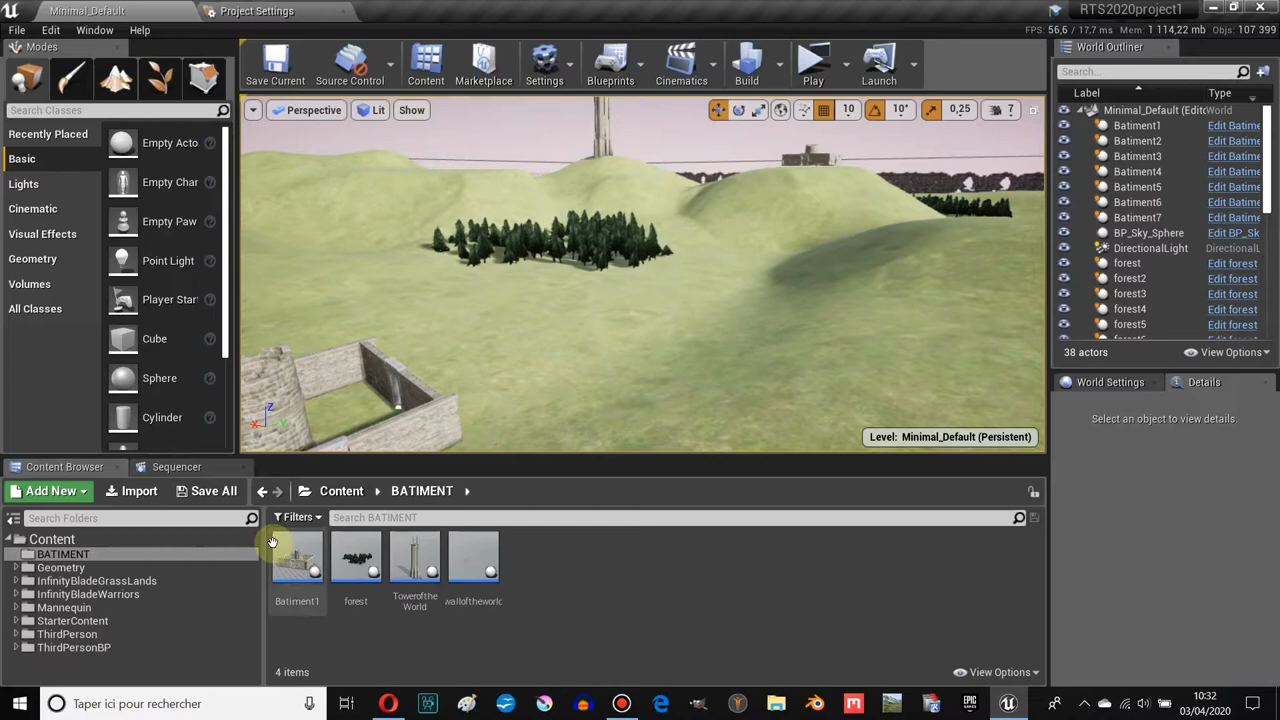 Minimal_Default
Project Settings
RTS2020project1
File Edit Window Help
FPS: 56,6 / 17,7 ms Mem: 1 114,22 mb Objs: 107 399
Modes
Save Current
Source Control
Content
Marketplace
Settings
Blueprints
Cinematics
Build
Play
Launch
World Outliner
Search Classes
Search...
Label
Type
Recently Placed
Basic
Lights
Cinematic
Visual Effects
Geometry
Volumes
All Classes
Empty Acto
Empty Char
Empty Paw
Point Light
Player Star
Cube
Sphere
Cylinder
Perspective
Lit
Show
10
10°
0,25
7
X
Z
Y
Level: Minimal_Default (Persistent)
Minimal_Default (Edit World
Batiment1 Edit Batime
Batiment2 Edit Batime
Batiment3 Edit Batime
Batiment4 Edit Batime
Batiment5 Edit Batime
Batiment6 Edit Batime
Batiment7 Edit Batime
BP_Sky_Sphere Edit BP_Sk
DirectionalLight DirectionalL
forest Edit forest
forest2 Edit forest
forest3 Edit forest
forest4 Edit forest
forest5 Edit forest
38 actors
View Options
World Settings
Details
Select an object to view details.
Content Browser
Sequencer
Add New
Import
Save All
Content
BATIMENT
Search Folders
Filters
Search BATIMENT
Content
BATIMENT
Geometry
InfinityBladeGrassLands
InfinityBladeWarriors
Mannequin
StarterContent
ThirdPerson
ThirdPersonBP
Batiment1
forest
Towerofthe
World
walloftheworld
4 items
View Options
Taper ici pour rechercher
10:32
03/04/2020